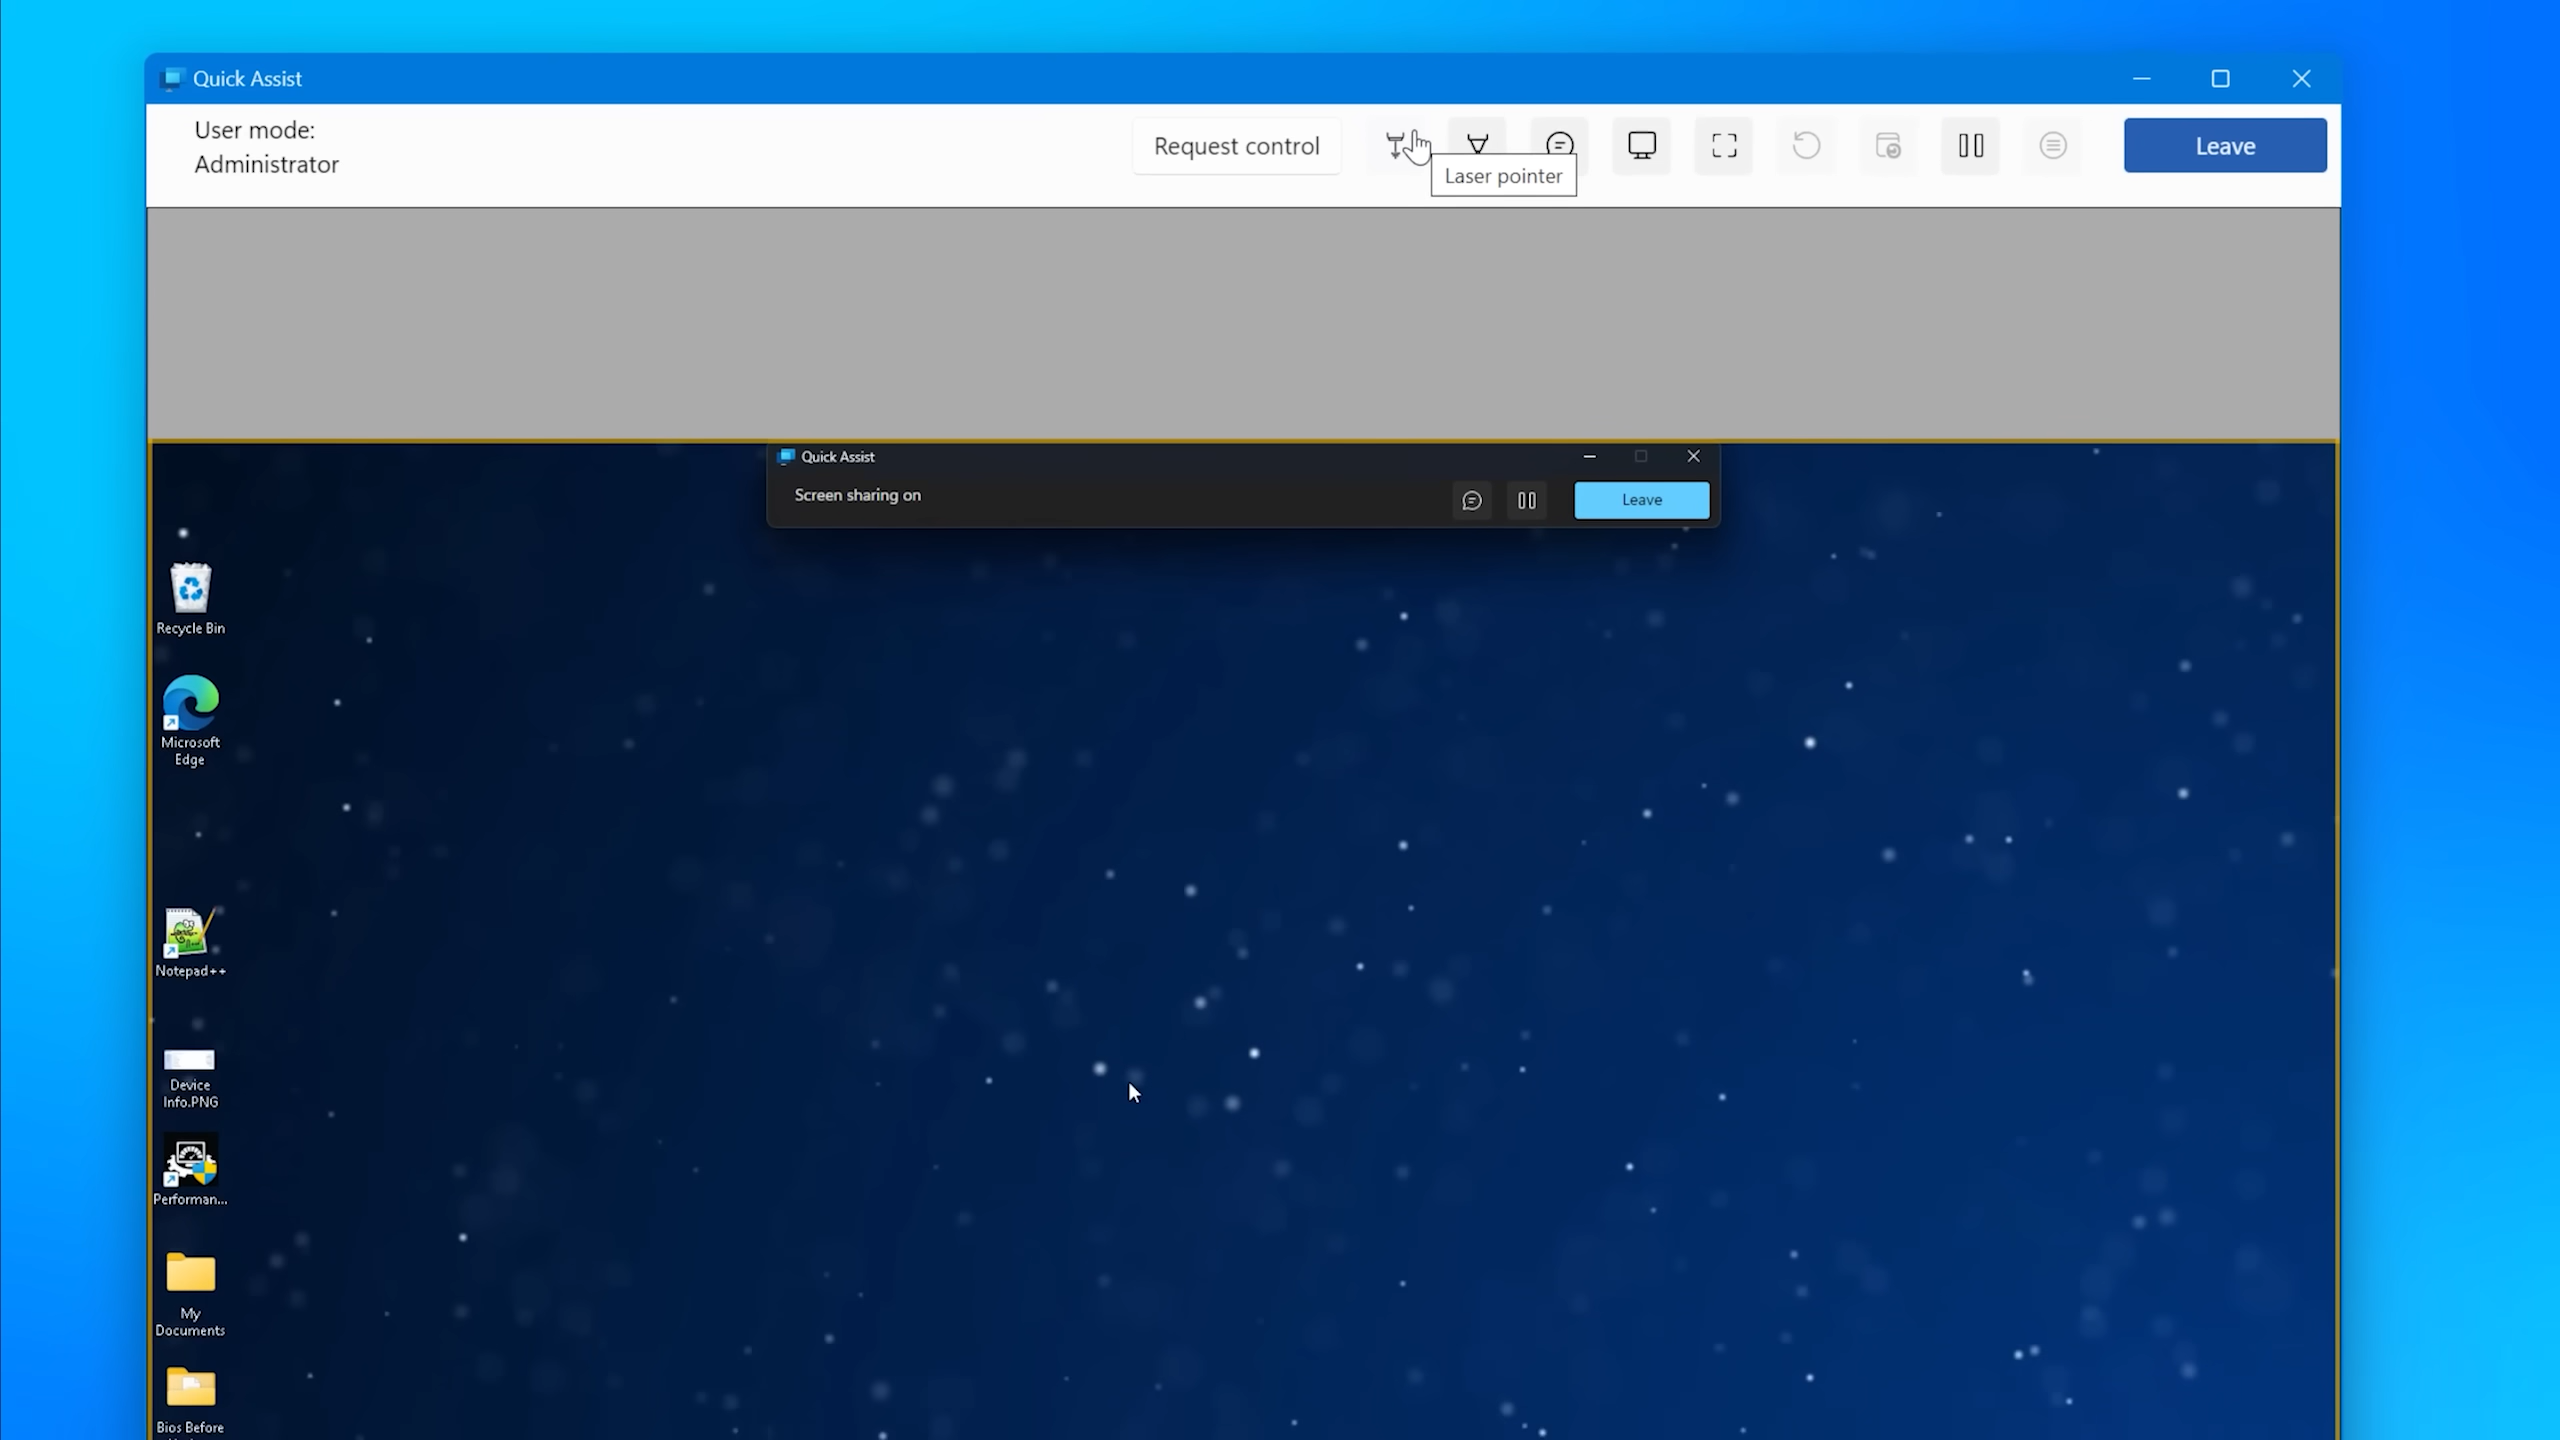 Quick Assist
User mode:
Administrator
Request control
Leave
Laser pointer
Quick Assist
Screen sharing on
Leave
Recycle Bin
Microsoft
Edge
Notepad++
Device
Info.PNG
Performan...
My
Documents
Bios Before